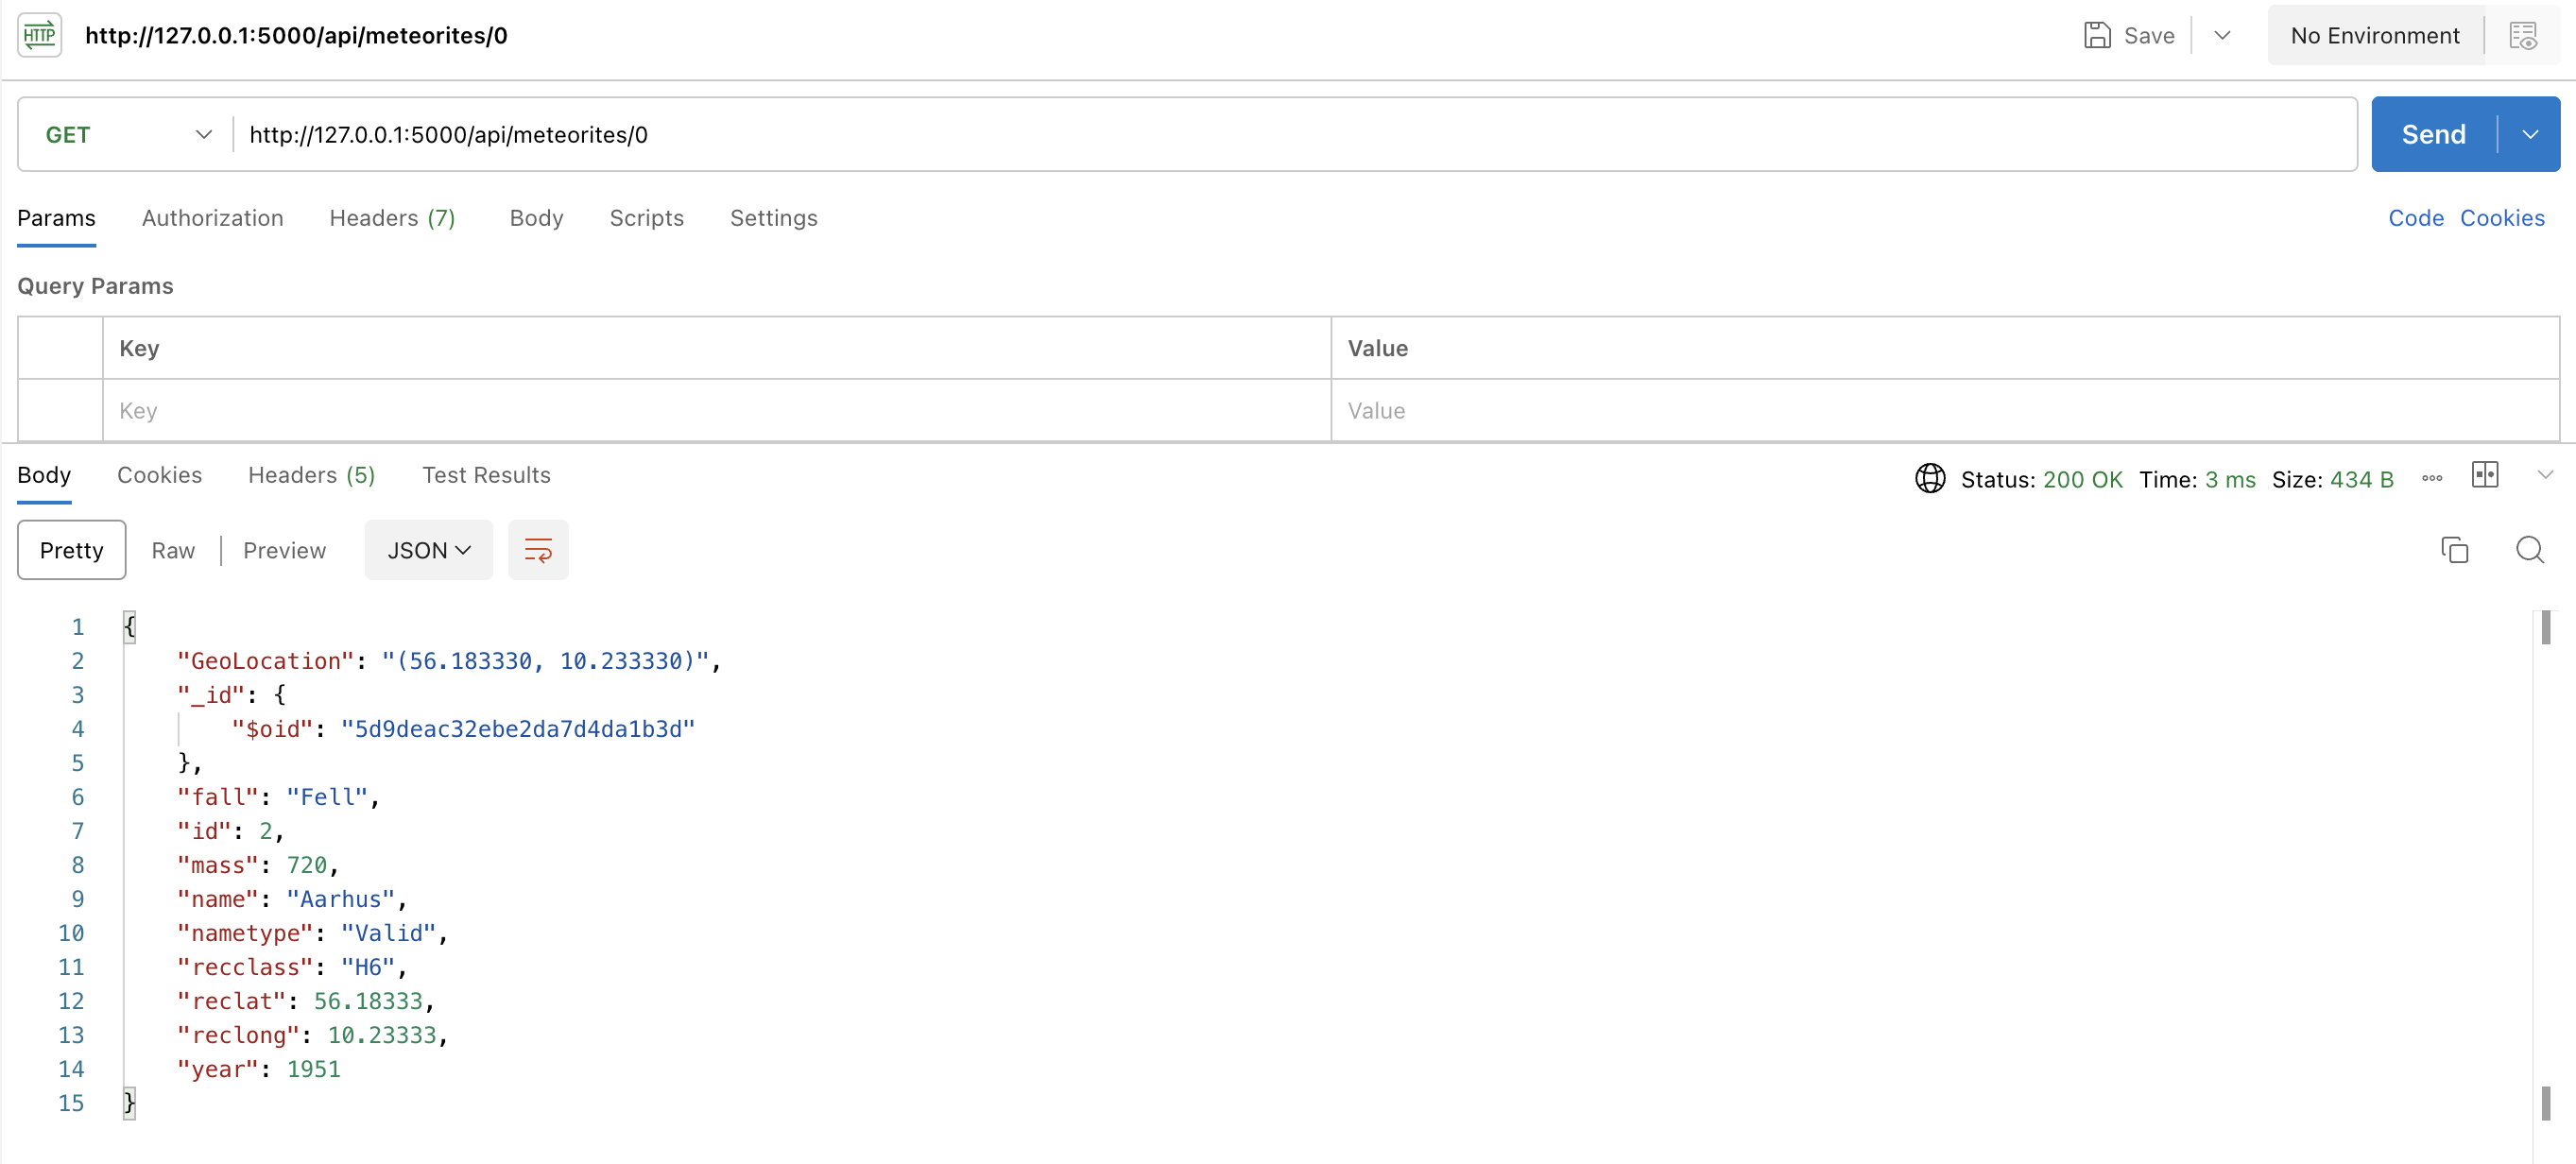 HTTP http://127.0.0.1:5000/api/meteorites/0 Save No Environment
GET http://127.0.0.1:5000/api/meteorites/0 Send
Params Authorization Headers (7) Body Scripts Settings Code Cookies
Query Params
Key Value
Key Value
Body Cookies Headers (5) Test Results Status: 200 OK Time: 3 ms Size: 434 B
Pretty Raw Preview JSON
1 {
2 "GeoLocation": "(56.183330, 10.233330)",
3 "_id": {
4 "$oid": "5d9deac32ebe2da7d4da1b3d"
5 },
6 "fall": "Fell",
7 "id": 2,
8 "mass": 720,
9 "name": "Aarhus",
10 "nametype": "Valid",
11 "recclass": "H6",
12 "reclat": 56.18333,
13 "reclong": 10.23333,
14 "year": 1951
15 }